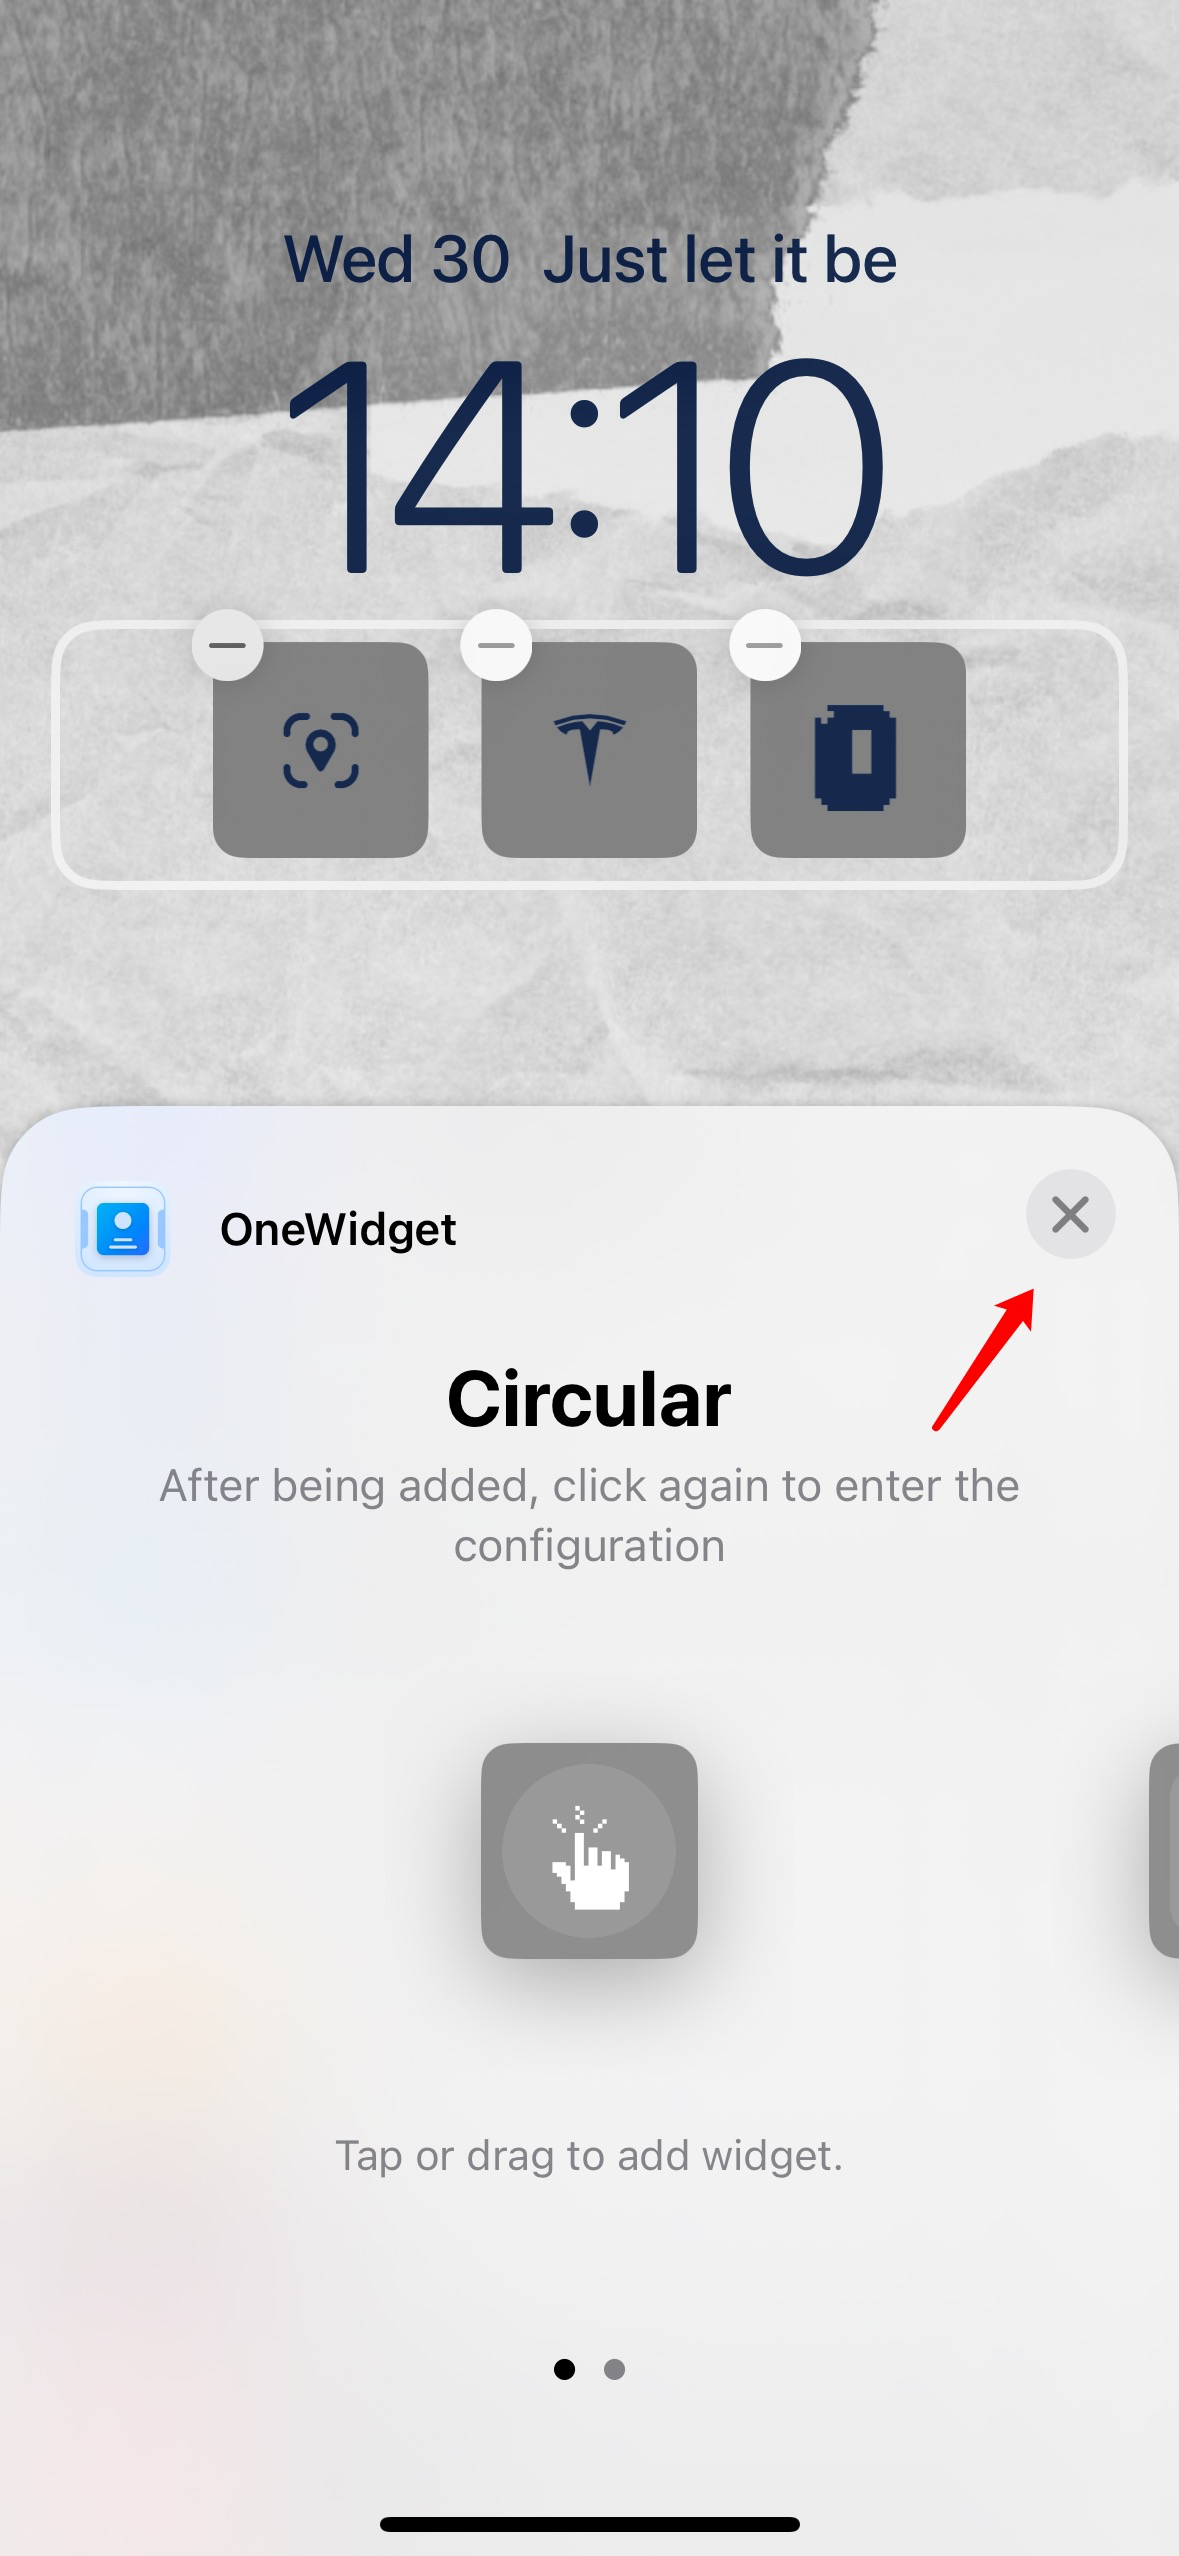 Wed 30  Just let it be
14:10
OneWidget
Circular
After being added, click again to enter the
configuration
Tap or drag to add widget.